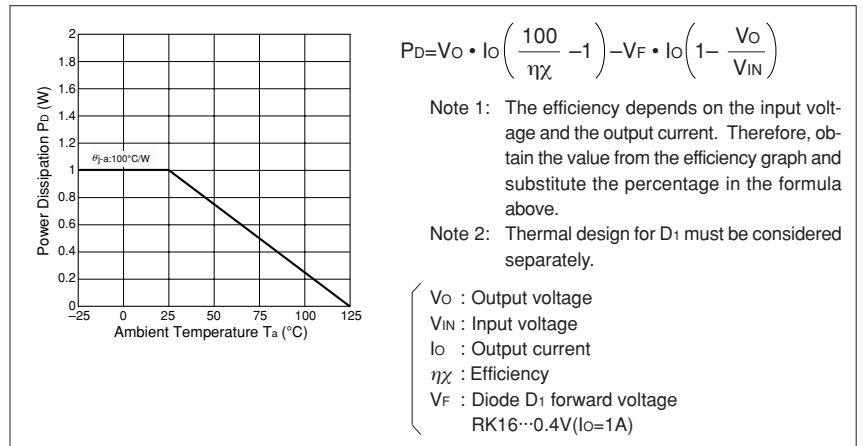 2
1.8
1.6
1.4
1.2
1
0.8
0.6
0.4
0.2
0
–25 0 25 50 75 100 125
Power Dissipation PD (W)
θj-a:100°C/W
Ambient Temperature Ta (°C)
PD=VO • IO(100/ηχ –1)–VF • IO(1– VO/VIN)
Note 1: The efficiency depends on the input volt-
age and the output current. Therefore, ob-
tain the value from the efficiency graph and
substitute the percentage in the formula
above.
Note 2: Thermal design for D1 must be considered
separately.
VO : Output voltage
VIN : Input voltage
IO : Output current
ηχ : Efficiency
VF : Diode D1 forward voltage
RK16···0.4V(IO=1A)